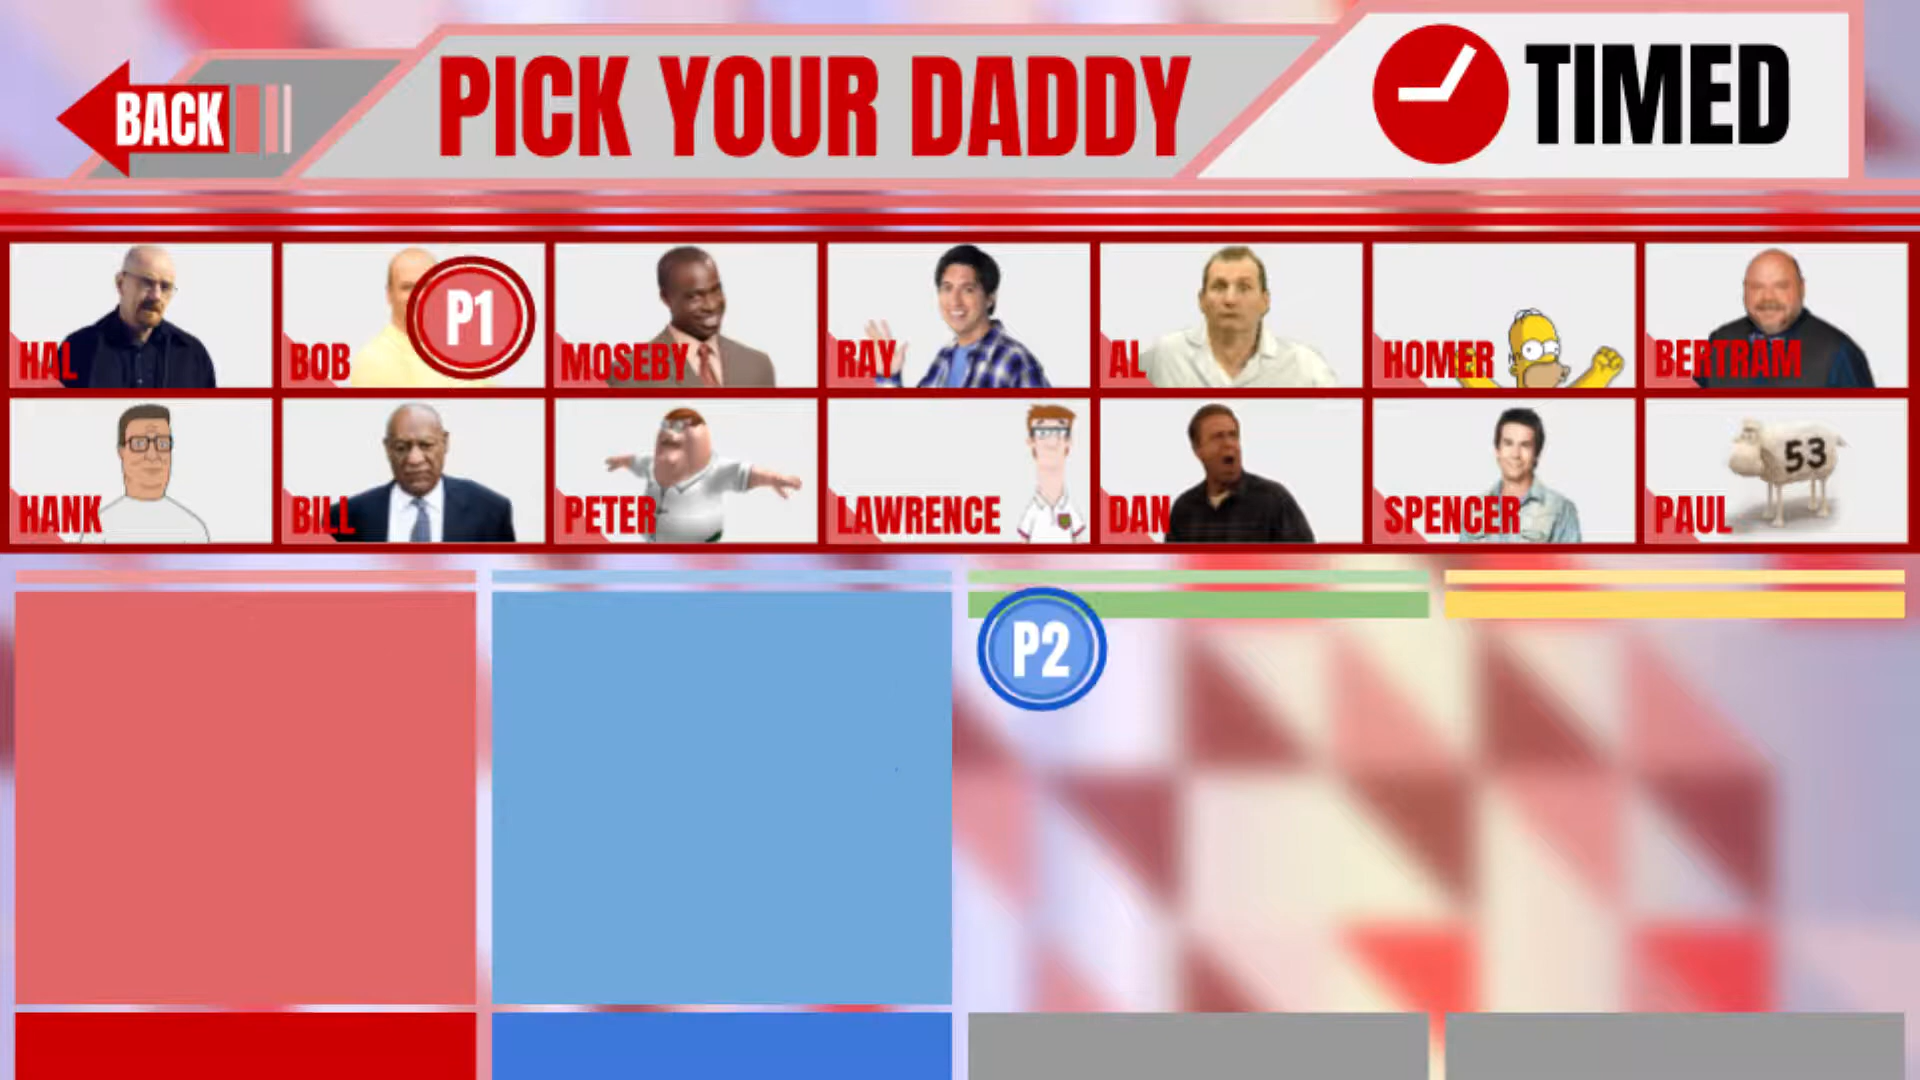 BACK
PICK YOUR DADDY
TIMED
HAL
BOB
P1
MOSEBY
RAY
AL
HOMER
BERTRAM
HANK
BILL
PETER
LAWRENCE
DAN
SPENCER
PAUL
53
P2